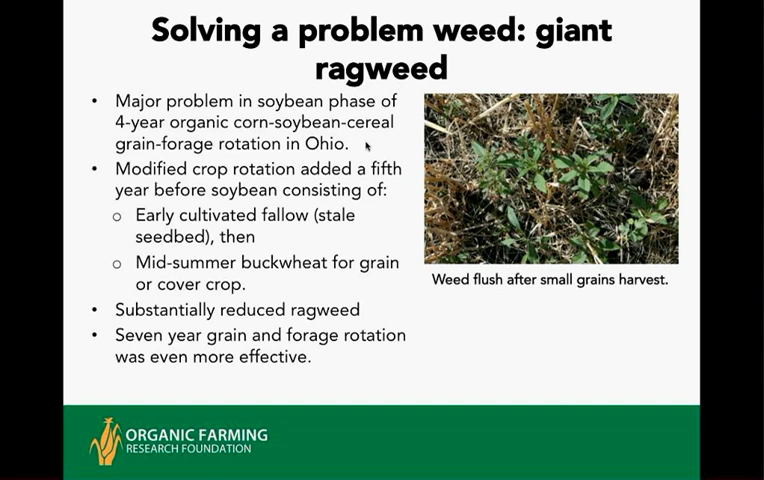 Solving a problem weed: giant
ragweed
• Major problem in soybean phase of
4-year organic corn-soybean-cereal
grain-forage rotation in Ohio.
• Modified crop rotation added a fifth
year before soybean consisting of:
o Early cultivated fallow (stale
seedbed), then
o Mid-summer buckwheat for grain
or cover crop.
• Substantially reduced ragweed
• Seven year grain and forage rotation
was even more effective.
Weed flush after small grains harvest.
ORGANIC FARMING
RESEARCH FOUNDATION